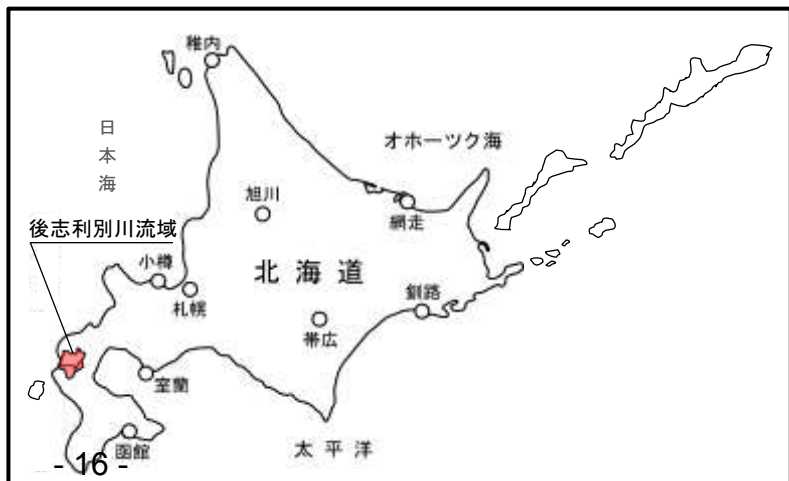 稚内
日本海
オホーツク海
旭川
網走
後志利別川流域
小樽
北海道
札幌
釧路
帯広
室蘭
函館
太平洋
- 16 -